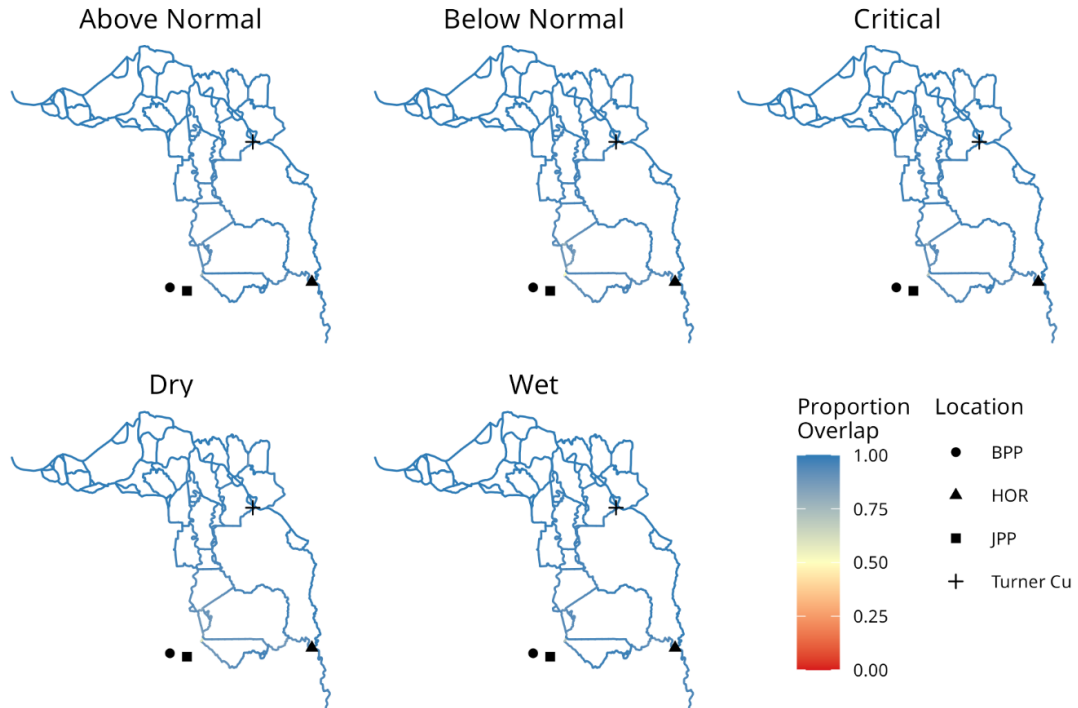 Above Normal
Below Normal
Critical
Dry
Wet
Proportion
Overlap
1.00
0.75
0.50
0.25
0.00
Location
BPP
HOR
JPP
Turner Cu